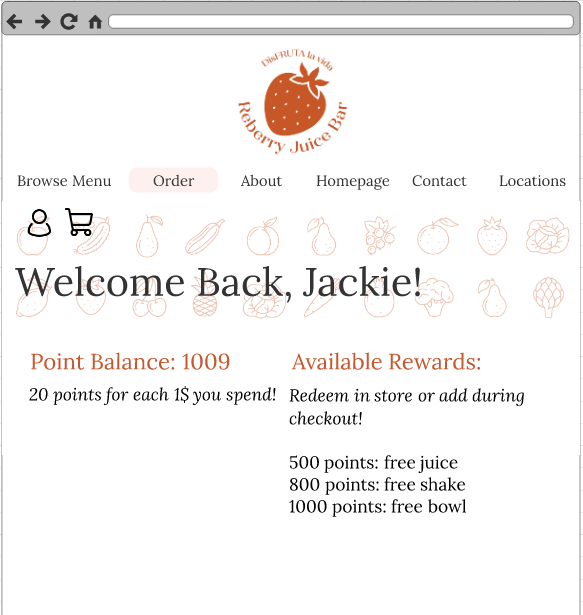 DisFRUTA la vida
Reberry Juice Bar
Browse Menu Order About Homepage Contact Locations
Welcome Back, Jackie!
Point Balance: 1009
20 points for each 1$ you spend!
Available Rewards:
Redeem in store or add during
checkout!
500 points: free juice
800 points: free shake
1000 points: free bowl